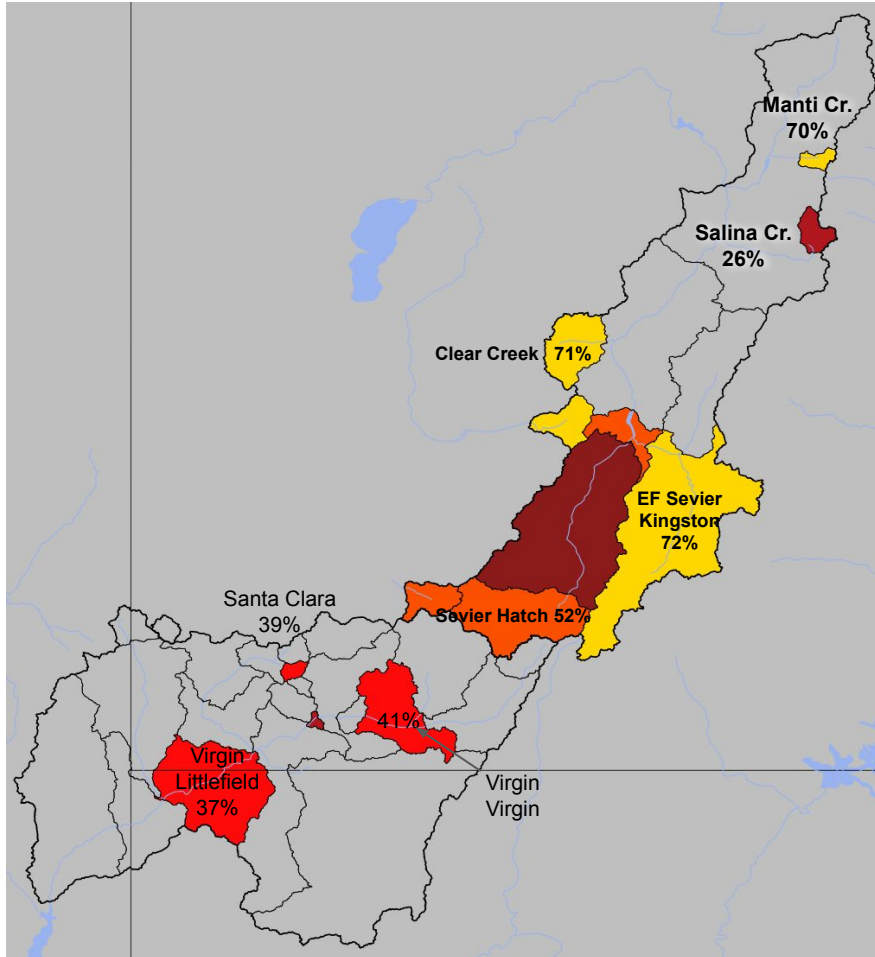 Manti Cr.
70%
Salina Cr.
26%
Clear Creek 71%
EF Sevier
Kingston
72%
Sevier Hatch 52%
Santa Clara
39%
41%
Virgin
Littlefield
37%
Virgin
Virgin